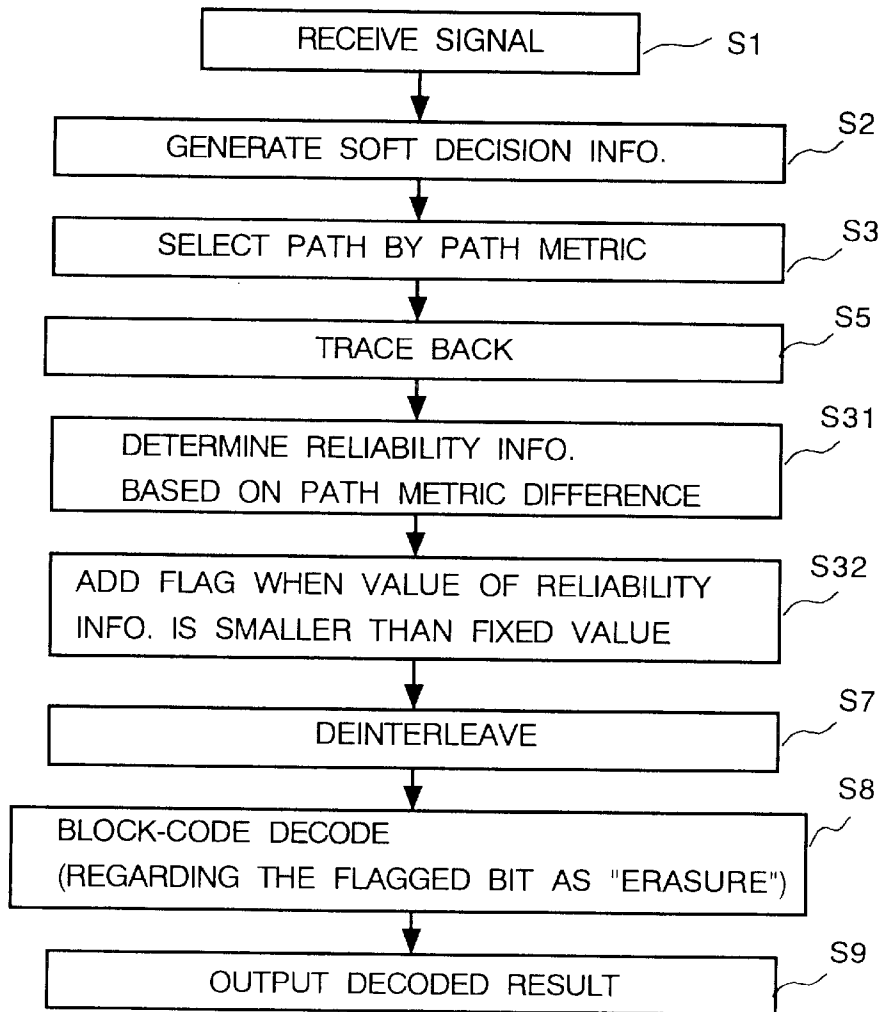 RECEIVE SIGNAL
S1
GENERATE SOFT DECISION INFO.
S2
SELECT PATH BY PATH METRIC
S3
TRACE BACK
S5
DETERMINE RELIABILITY INFO.
BASED ON PATH METRIC DIFFERENCE
S31
ADD FLAG WHEN VALUE OF RELIABILITY
INFO. IS SMALLER THAN FIXED VALUE
S32
DEINTERLEAVE
S7
BLOCK-CODE DECODE
(REGARDING THE FLAGGED BIT AS "ERASURE")
S8
OUTPUT DECODED RESULT
S9